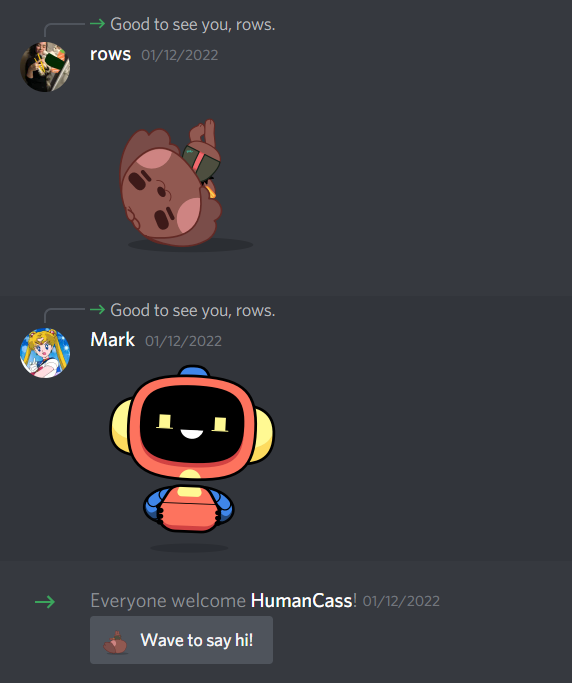 Good to see you, rows.
rows 01/12/2022
Good to see you, rows.
Mark 01/12/2022
Everyone welcome HumanCass! 01/12/2022
Wave to say hi!